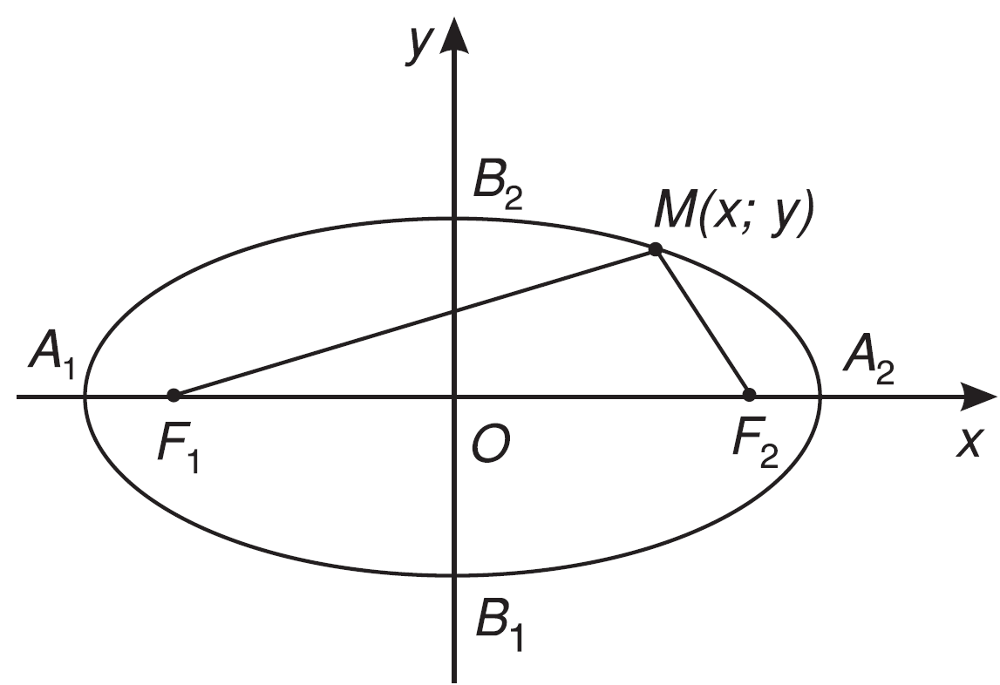 y
B₂
M(x; y)
A₁
A₂
F₁
O
F₂
x
B₁